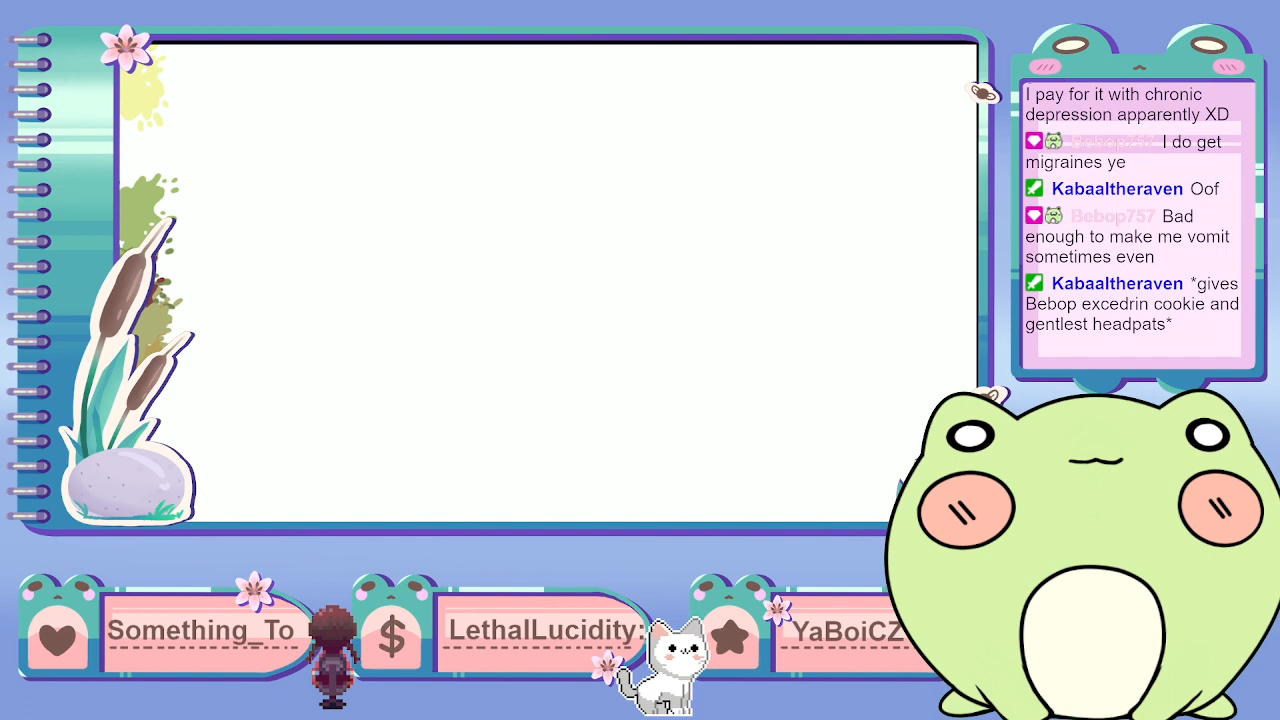 I pay for it with chronic
depression apparently XD
Bebop757 I do get
migraines ye
Kabaaltheraven Oof
Bebop757 Bad
enough to make me vomit
sometimes even
Kabaaltheraven *gives
Bebop excedrin cookie and
gentlest headpats*
Something_To
$ LethalLucidity:
YaBoiCZ